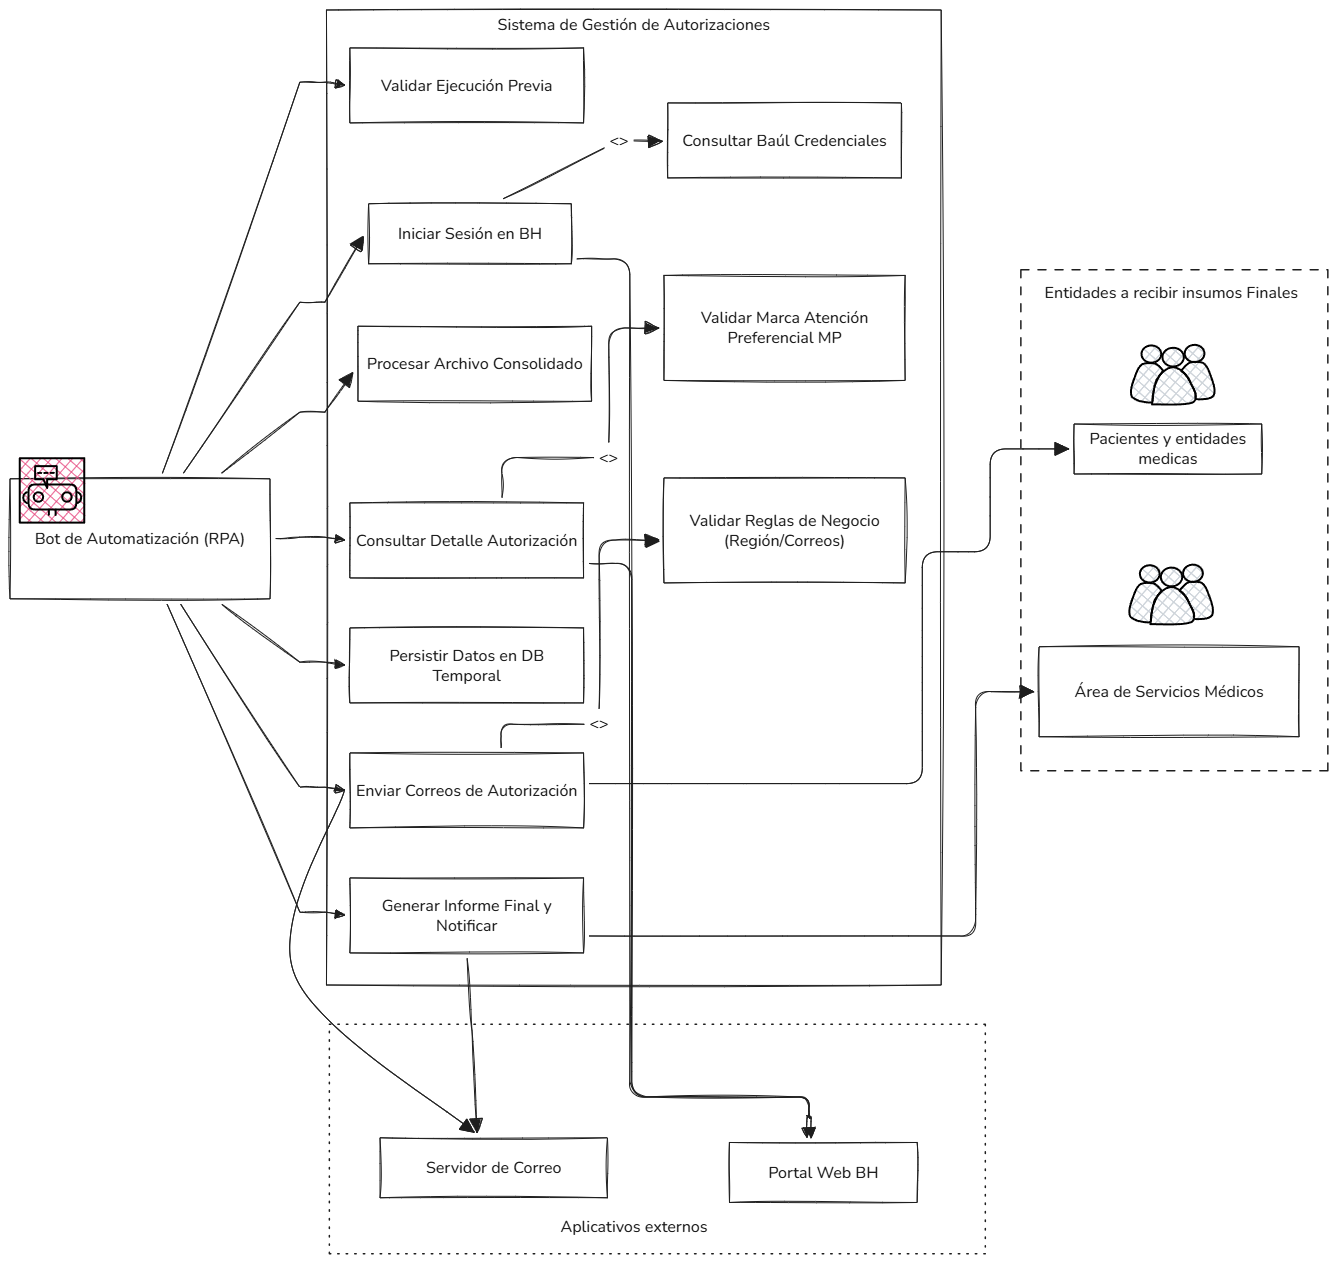 Sistema de Gestión de Autorizaciones
Validar Ejecución Previa
<>
Consultar Baúl Credenciales
Iniciar Sesión en BH
Validar Marca Atención
Preferencial MP
Procesar Archivo Consolidado
<>
Consultar Detalle Autorización
Validar Reglas de Negocio
(Región/Correos)
Bot de Automatización (RPA)
Persistir Datos en DB
Temporal
<>
Enviar Correos de Autorización
Generar Informe Final y
Notificar
Entidades a recibir insumos Finales
Pacientes y entidades
medicas
Área de Servicios Médicos
Servidor de Correo
Portal Web BH
Aplicativos externos